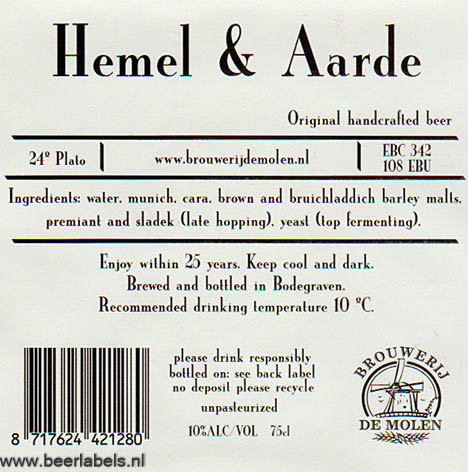 Hemel & Aarde
Original handcrafted beer
24º Plato
www.brouwerijdemolen.nl
EBC 342
108 EBU
Ingredients: water, munich, cara, brown and bruichladdich barley malts,
premiant and sladek (late hopping), yeast (top fermenting).
Enjoy within 25 years. Keep cool and dark.
Brewed and bottled in Bodegraven.
Recommended drinking temperature 10 ºC.
please drink responsibly
bottled on: see back label
no deposit please recycle
unpasteurized
10%ALC/VOL 75cl
8 717624 421280
BROUWERIJ
DE MOLEN
www.beerlabels.nl